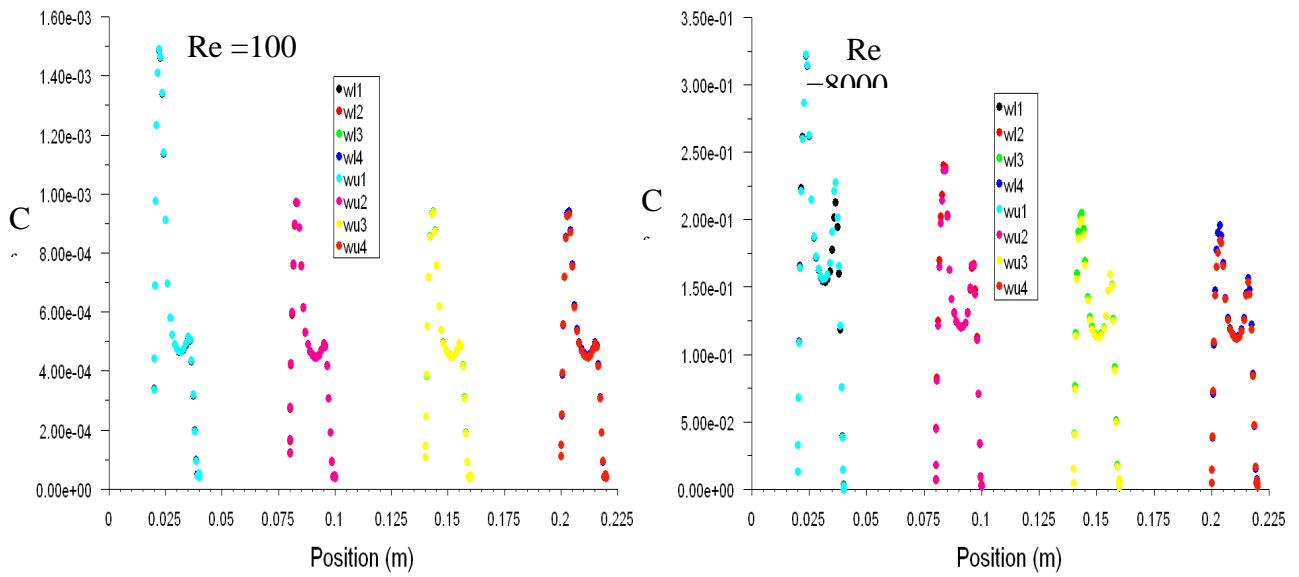 1.60e-03
Re =100
1.40e-03
1.20e-03
1.00e-03
8.00e-04
6.00e-04
4.00e-04
2.00e-04
0.00e+00
C
wl1
wl2
wl3
wl4
wu1
wu2
wu3
wu4
0 0.025 0.05 0.075 0.1 0.125 0.15 0.175 0.2 0.225
Position (m)
3.50e-01
Re
=8000
3.00e-01
2.50e-01
2.00e-01
1.50e-01
1.00e-01
5.00e-02
0.00e+00
C
wl1
wl2
wl3
wl4
wu1
wu2
wu3
wu4
0 0.025 0.05 0.075 0.1 0.125 0.15 0.175 0.2 0.225
Position (m)